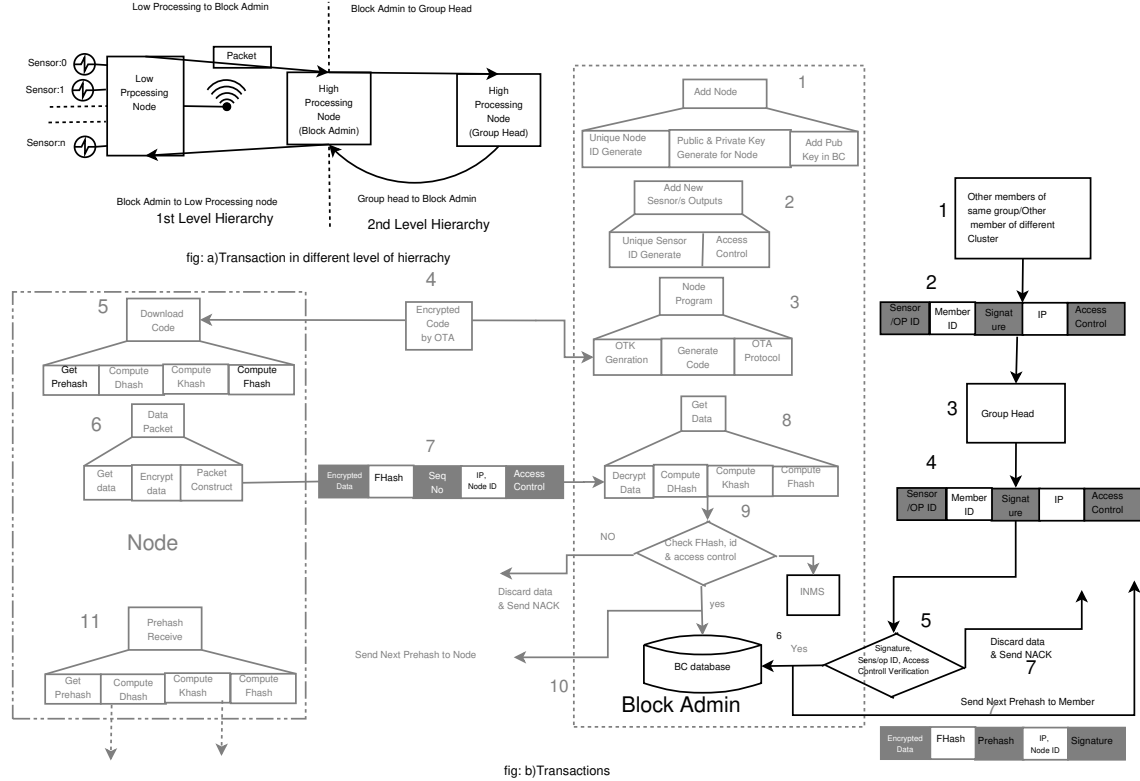 Low Processing to Block Admin
Block Admin to Group Head
Sensor:0
Sensor:1
Sensor:n
Low
Prpcessing
Node
Packet
High
Processing
Node
(Block Admin)
High
Processing
Node
(Group Head)
Block Admin to Low Processing node
1st Level Hierarchy
Group head to Block Admin
2nd Level Hierarchy
fig: a)Transaction in different level of hierrachy
1
Add Node
Unique Node
ID Generate
Public & Private Key
Generate for Node
Add Pub
Key in BC
2
Add New
Sesnor/s Outputs
Unique Sensor
ID Generate
Access
Control
3
Node
Program
OTK
Genration
Generate
Code
OTA
Protocol
4
Encrypted
Code
by OTA
5
Download
Code
Get
Prehash
Compute
Dhash
Compute
Khash
Compute
Fhash
6
Data
Packet
Get
data
Encrypt
data
Packet
Construct
7
Encrypted
Data
FHash
Seq
No
IP,
Node ID
Access
Control
8
Get
Data
Decrypt
Data
Compute
DHash
Compute
Khash
Compute
Fhash
9
Check FHash, id
& access control
NO
Discard data
& Send NACK
yes
INMS
Send Next Prehash to Node
BC database
10
Block Admin
Node
11
Prehash
Receive
Get
Prehash
Compute
Dhash
Compute
Khash
Compute
Fhash
1
Other members of
same group/Other
member of different
Cluster
2
Sensor
/OP ID
Member
ID
Signat
ure
IP
Access
Control
3
Group Head
4
Sensor
/OP ID
Member
ID
Signat
ure
IP
Access
Control
5
Signature,
Sens/op ID, Access
Controll Verification
6
Yes
Discard data
& Send NACK
7
Send Next Prehash to Member
7
Encrypted
Data
FHash
Prehash
IP,
Node ID
Signature
fig: b)Transactions